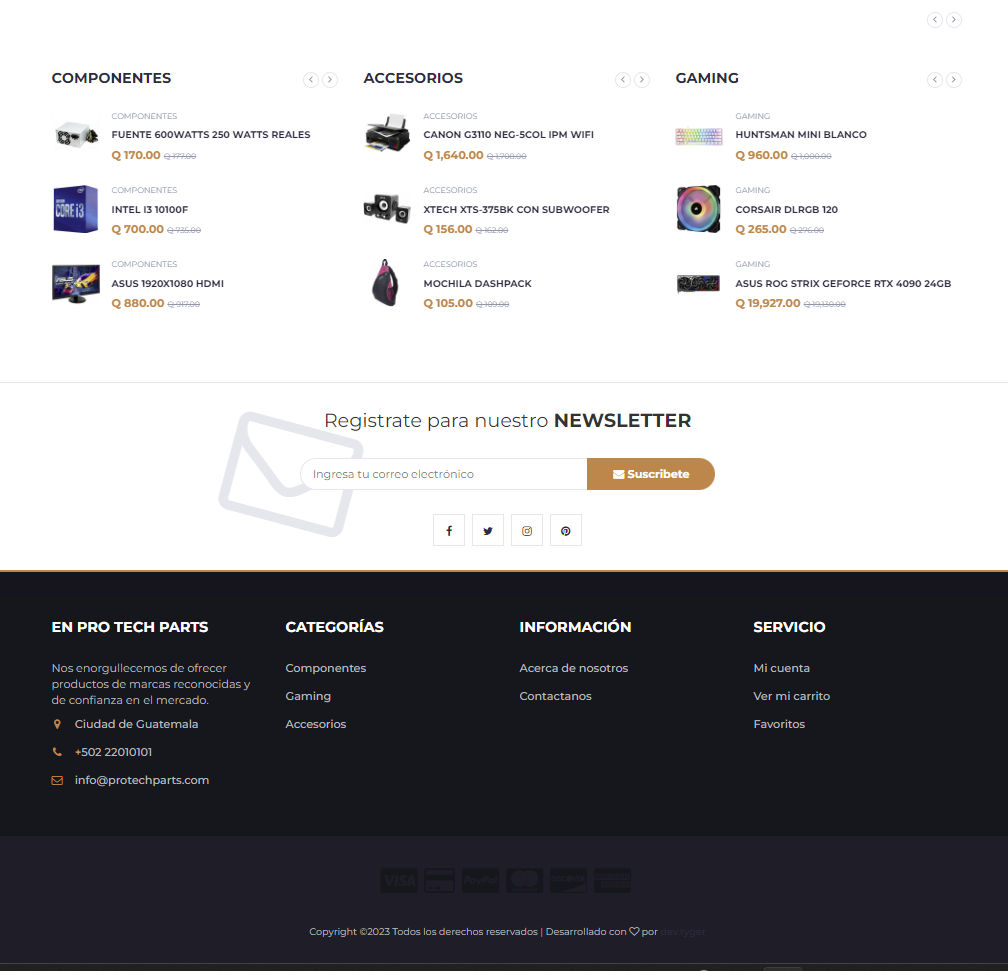 COMPONENTES
COMPONENTES
FUENTE 600WATTS 250 WATTS REALES
Q 170.00 Q 177.00
COMPONENTES
INTEL I3 10100F
Q 700.00 Q 735.00
COMPONENTES
ASUS 1920X1080 HDMI
Q 880.00 Q 917.00
ACCESORIOS
ACCESORIOS
CANON G3110 NEG-5COL IPM WIFI
Q 1,640.00 Q 1,708.00
ACCESORIOS
XTECH XTS-375BK CON SUBWOOFER
Q 156.00 Q 162.00
ACCESORIOS
MOCHILA DASHPACK
Q 105.00 Q 109.00
GAMING
GAMING
HUNTSMAN MINI BLANCO
Q 960.00 Q 1,000.00
GAMING
CORSAIR DLRGB 120
Q 265.00 Q 276.00
GAMING
ASUS ROG STRIX GEFORCE RTX 4090 24GB
Q 19,927.00 Q 19,130.00
CORE i3
Registrate para nuestro NEWSLETTER
Ingresa tu correo electrónico
Suscribete
EN PRO TECH PARTS
Nos enorgullecemos de ofrecer
productos de marcas reconocidas y
de confianza en el mercado.
Ciudad de Guatemala
+502 22010101
info@protechparts.com
CATEGORÍAS
Componentes
Gaming
Accesorios
INFORMACIÓN
Acerca de nosotros
Contactanos
SERVICIO
Mi cuenta
Ver mi carrito
Favoritos
VISA
PayPal
Copyright ©2023 Todos los derechos reservados | Desarrollado con por